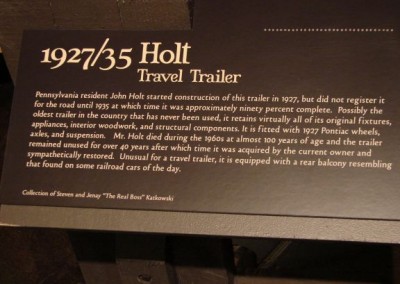 1927/35 Holt
Travel Trailer
Pennsylvania resident John Holt started construction of this trailer in 1927, but did not register it
for the road until 1935 at which time it was approximately ninety percent complete. Possibly the
oldest trailer in the country that has never been used, it retains virtually all of its original fixtures,
appliances, interior woodwork, and structural components. It is fitted with 1927 Pontiac wheels,
axles, and suspension. Mr. Holt died during the 1960s at almost 100 years of age and the trailer
remained unused for over 40 years after which time it was acquired by the current owner and
sympathetically restored. Unusual for a travel trailer, it is equipped with a rear balcony resembling
that found on some railroad cars of the day.
Collection of Steven and Jenay "The Real Boss" Katkowski